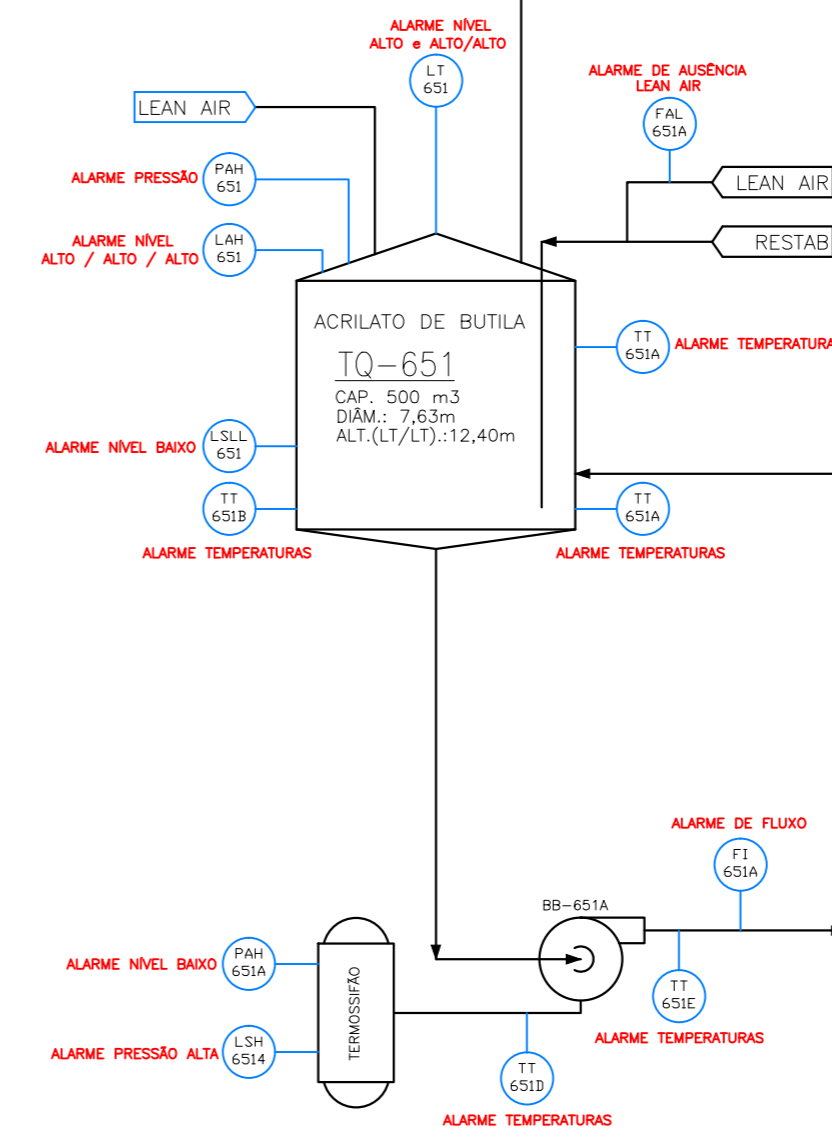 ALARME NÍVEL
ALTO e ALTO/ALTO
LT
651
ALARME DE AUSÊNCIA
LEAN AIR
FAL
651A
LEAN AIR
ALARME PRESSÃO
PAH
651
LEAN AIR
ALARME NÍVEL
ALTO / ALTO / ALTO
LAH
651
RESTAB
ACRILATO DE BUTILA
TQ-651
CAP. 500 m3
DIÂM.: 7,63m
ALT.(LT/LT).:12,40m
TT
651A
ALARME TEMPERATURA
ALARME NÍVEL BAIXO
LSLL
651
TT
651B
ALARME TEMPERATURAS
TT
651A
ALARME TEMPERATURAS
ALARME DE FLUXO
FI
651A
BB-651A
ALARME NÍVEL BAIXO
PAH
651A
TERMOSSIFÃO
TT
651E
ALARME TEMPERATURAS
ALARME PRESSÃO ALTA
LSH
6514
TT
651D
ALARME TEMPERATURAS